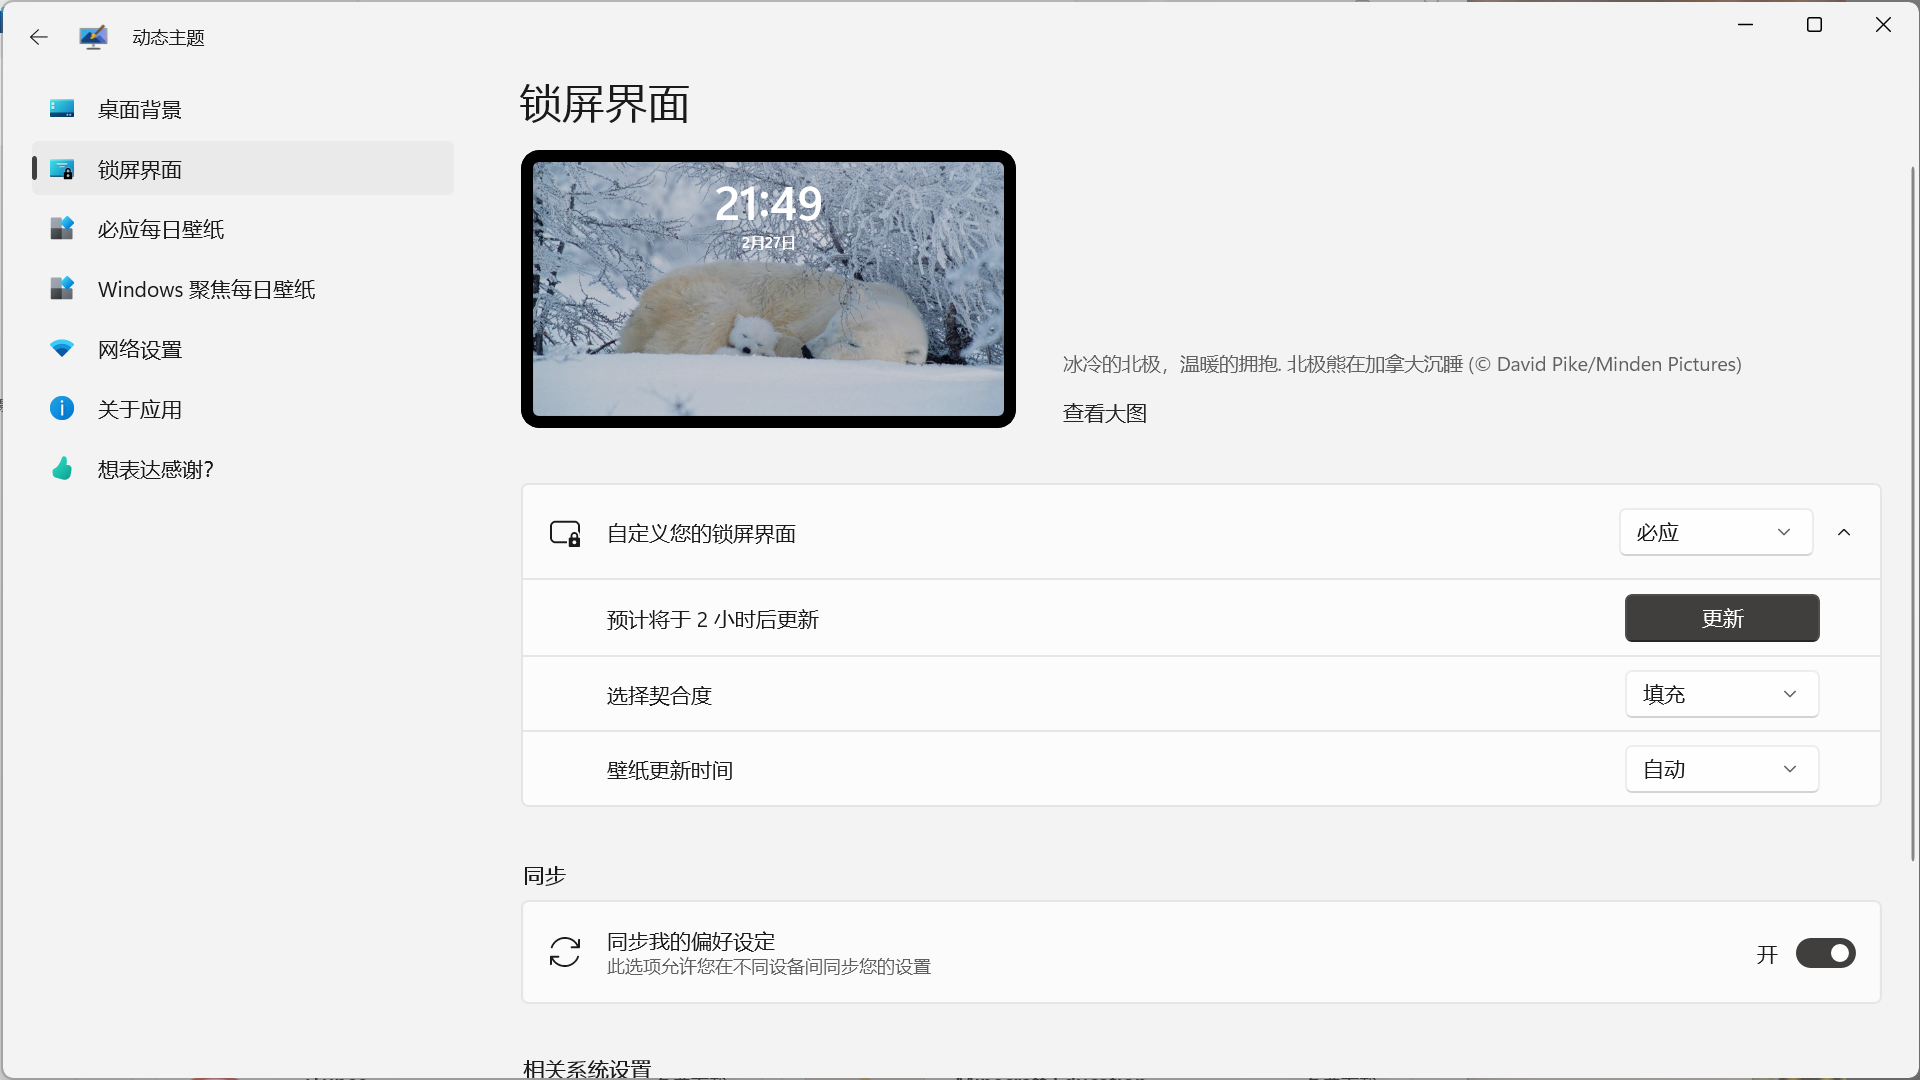 动态主题
桌面背景
锁屏界面
必应每日壁纸
Windows 聚焦每日壁纸
网络设置
关于应用
想表达感谢?
锁屏界面
21:49
2月27日
冰冷的北极，温暖的拥抱. 北极熊在加拿大沉睡 (© David Pike/Minden Pictures)
查看大图
自定义您的锁屏界面
必应
预计将于 2 小时后更新
更新
选择契合度
填充
壁纸更新时间
自动
同步
同步我的偏好设定
此选项允许您在不同设备间同步您的设置
开
相关系统设置